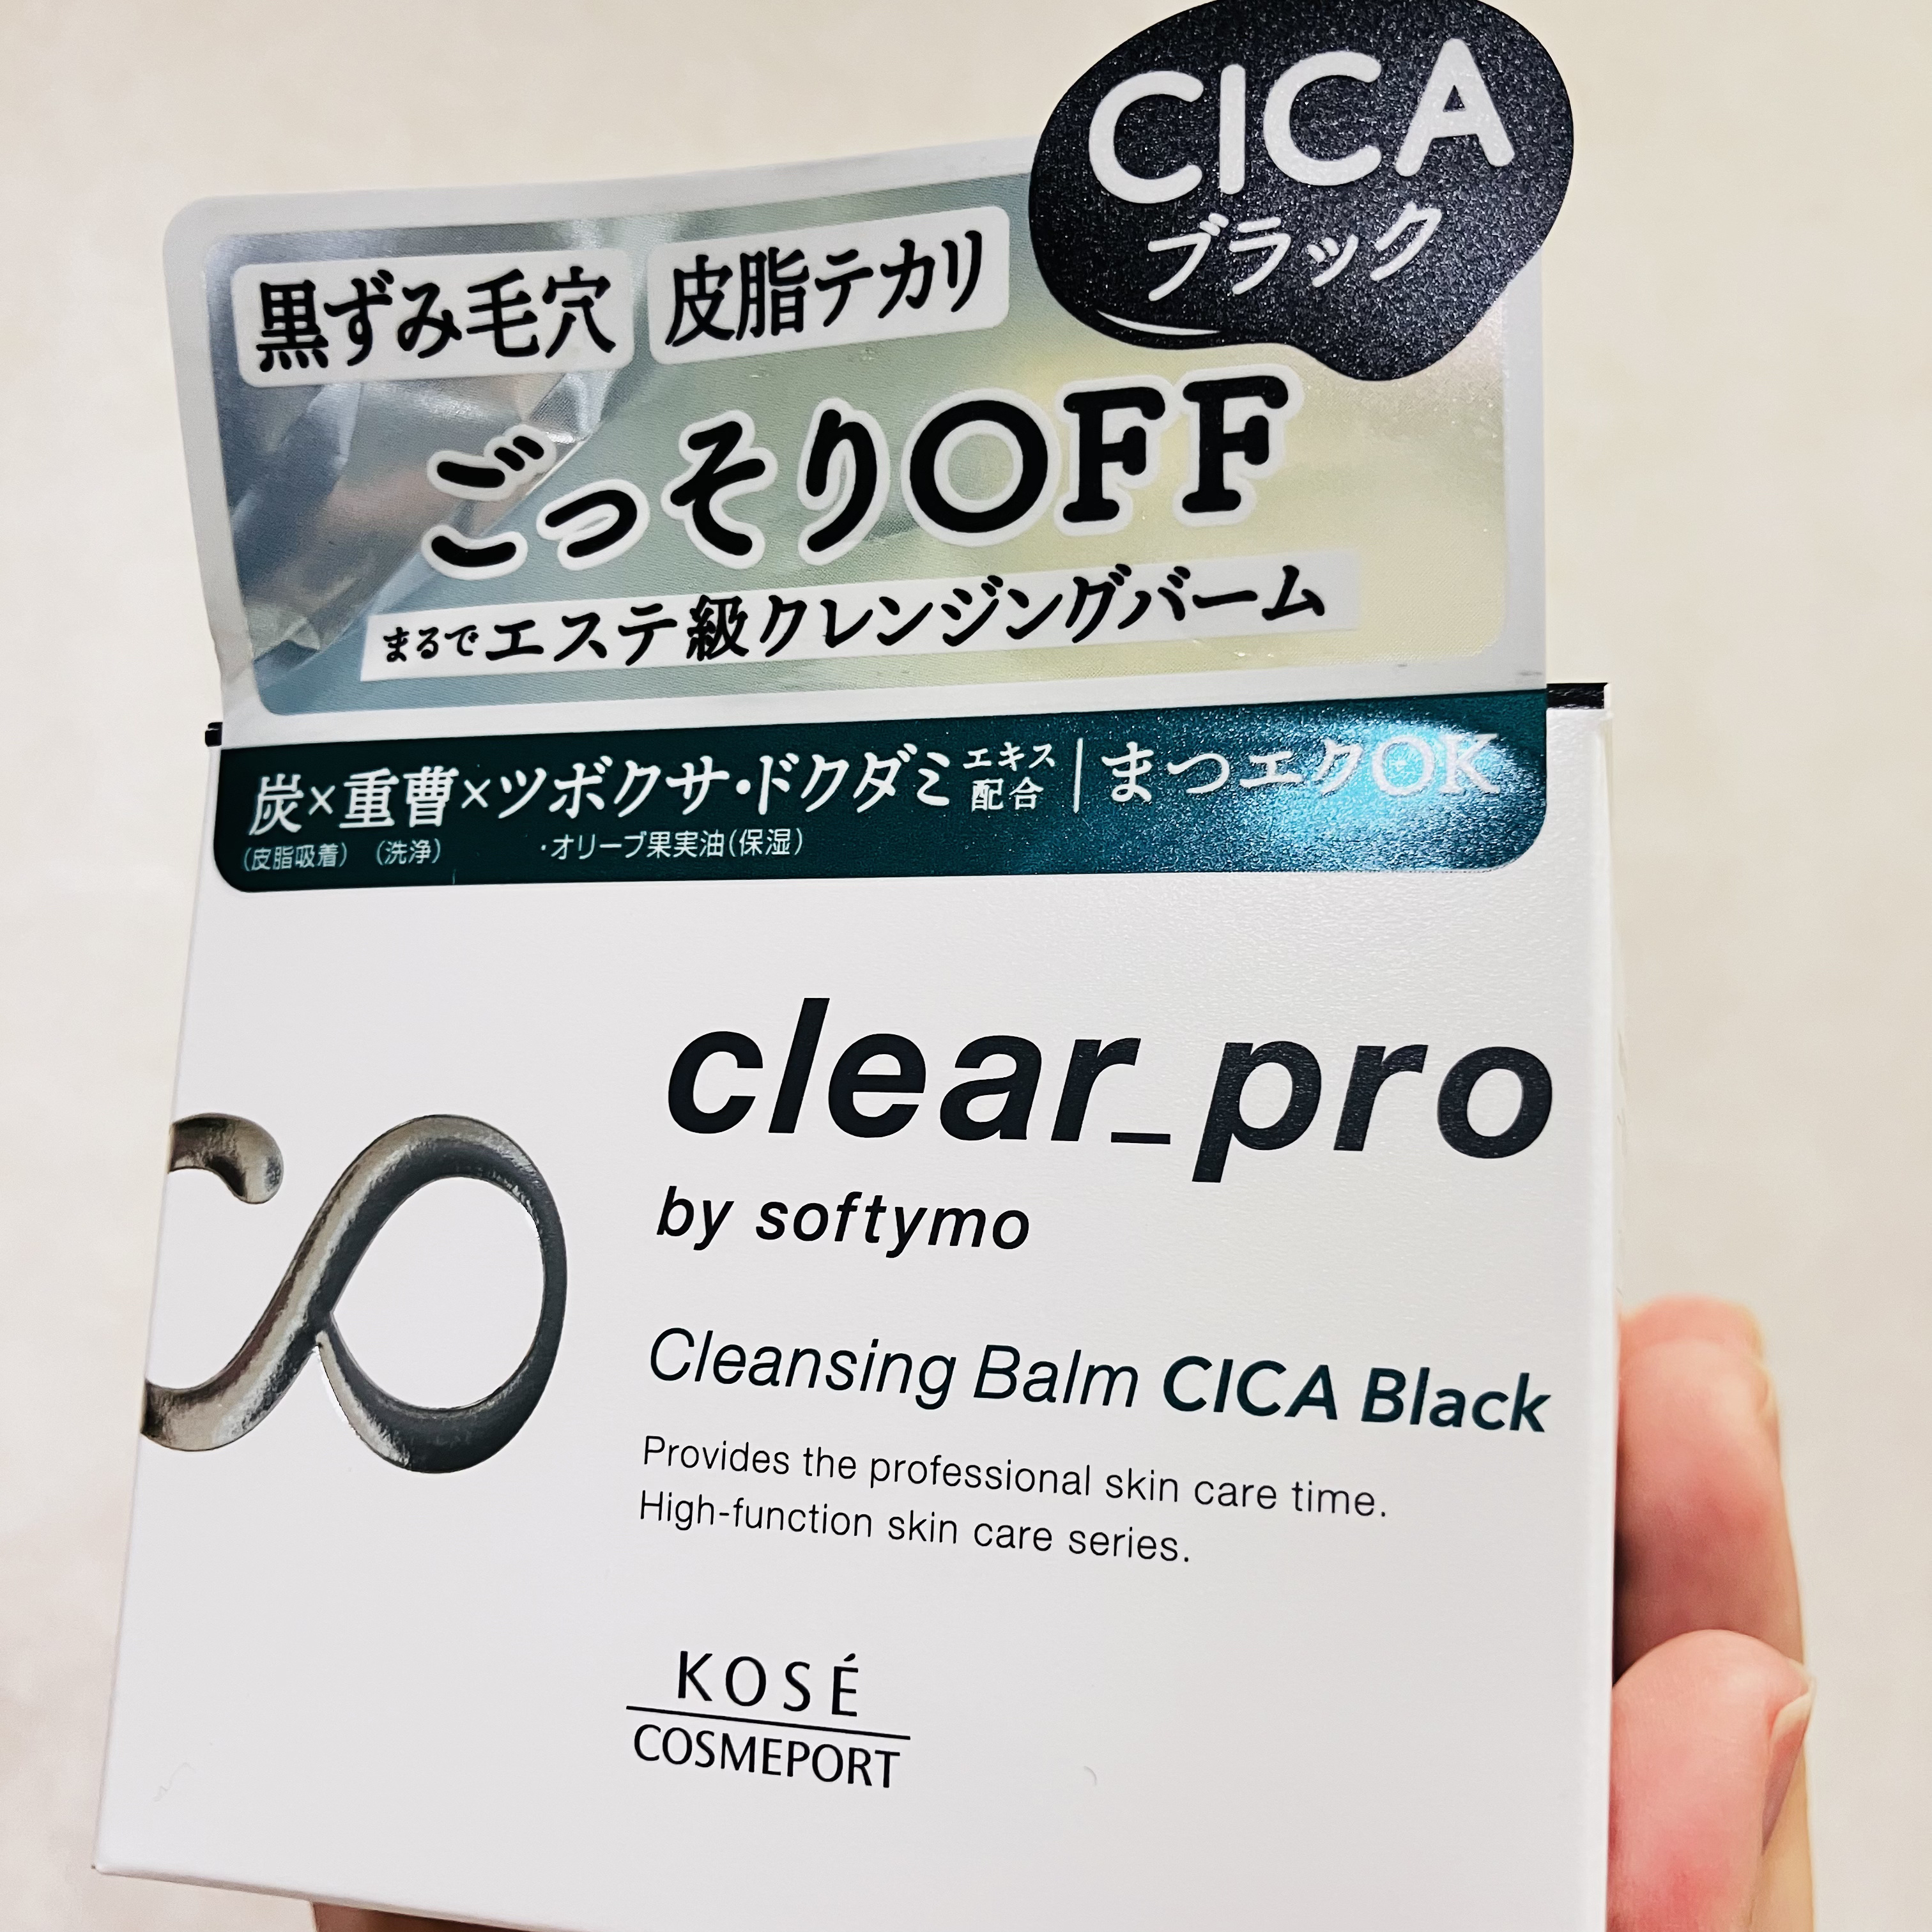 CICA
ブラック
黒ずみ毛穴 皮脂テカリ
ごっそりOFF
まるでエステ級クレンジングバーム
炭×重曹×ツボクサ・ドクダミエキス配合|まつエクOK
(皮脂吸着) (洗浄) ・オリーブ果実油(保湿)
clear_pro
by softymo
Cleansing Balm CICA Black
Provides the professional skin care time.
High-function skin care series.
KOSÉ
COSMEPORT